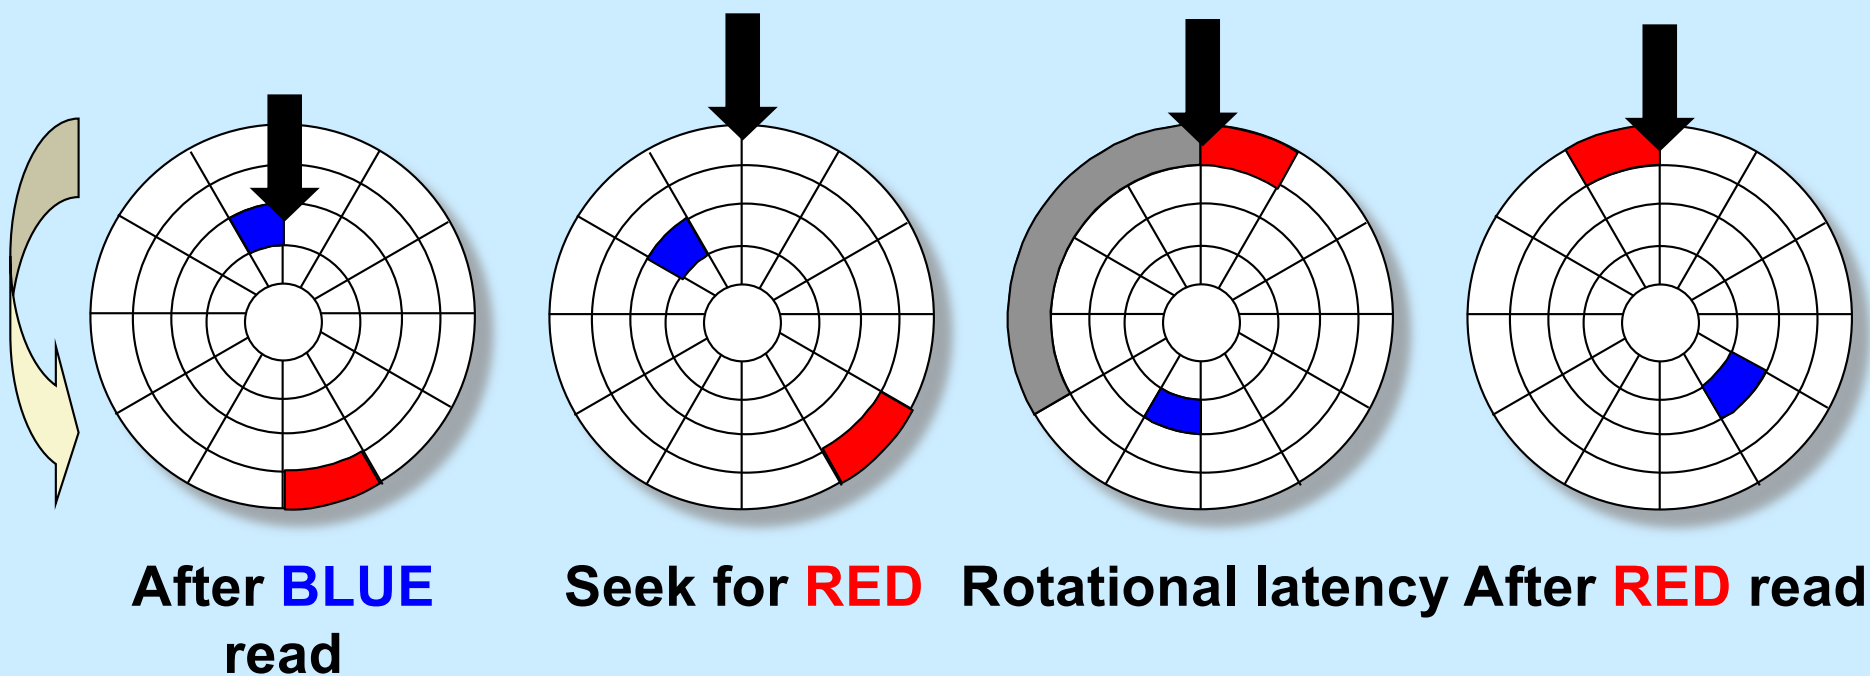 After BLUE
read
Seek for RED
Rotational latency
After RED read